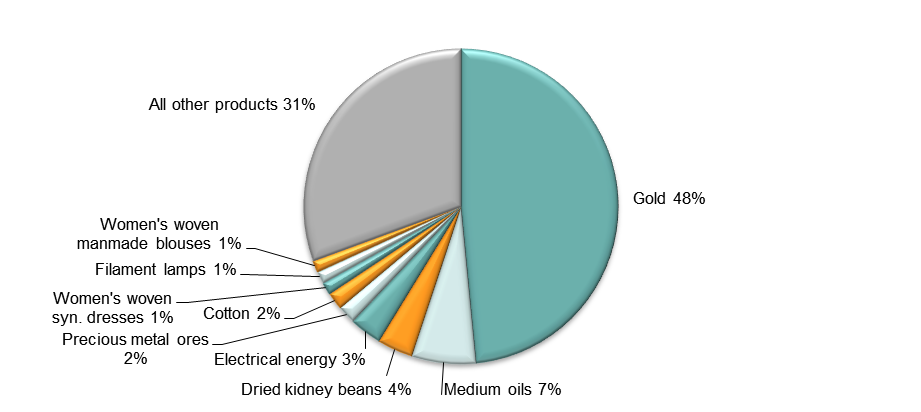 All other products 31%
Gold 48%
Women's woven
manmade blouses 1%
Filament lamps 1%
Women's woven
syn. dresses 1%
Cotton 2%
Precious metal ores
2%
Electrical energy 3%
Dried kidney beans 4%
Medium oils 7%